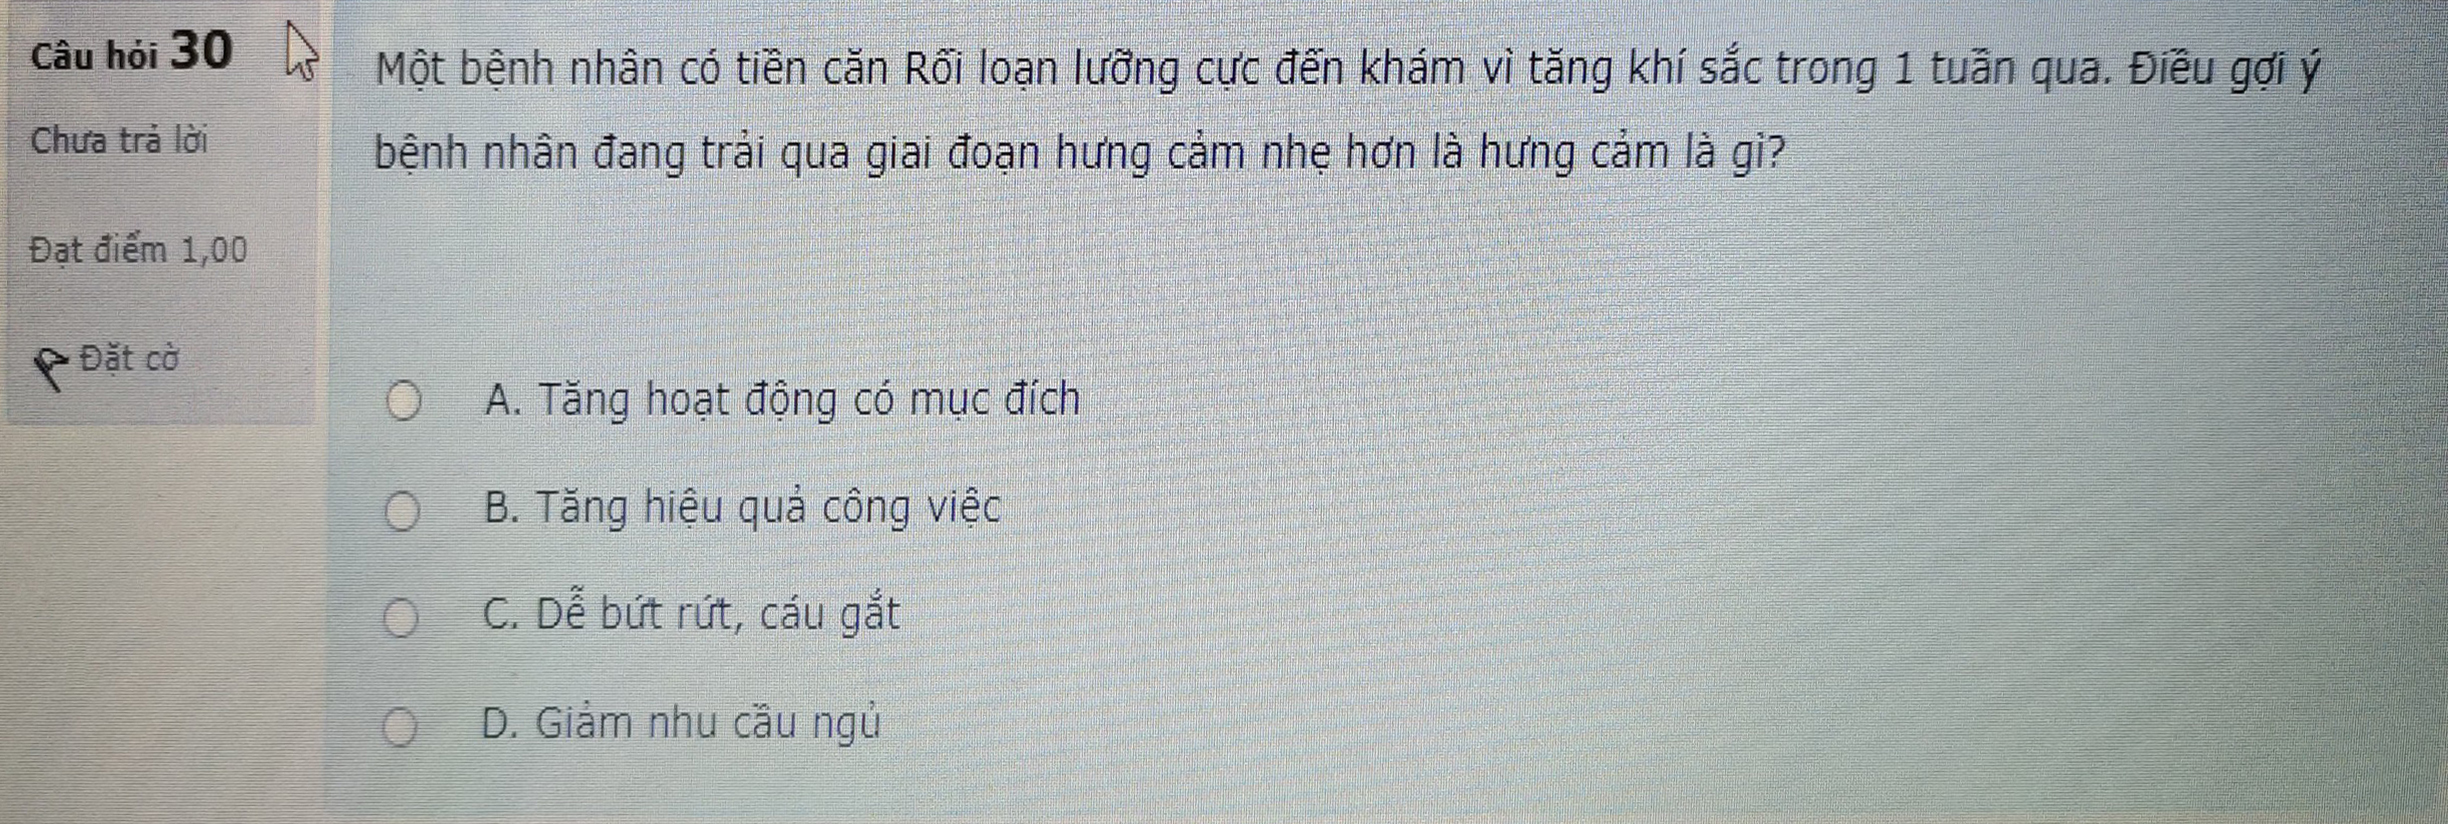 Câu hỏi 30
Chưa trả lời
Đạt điểm 1,00
Đặt cờ
Một bệnh nhân có tiền căn Rối loạn lưỡng cực đến khám vì tăng khí sắc trong 1 tuần qua. Điều gợi ý
bệnh nhân đang trải qua giai đoạn hưng cảm nhẹ hơn là hưng cảm là gì?
A. Tăng hoạt động có mục đích
B. Tăng hiệu quả công việc
C. Dễ bứt rứt, cáu gắt
D. Giảm nhu cầu ngủ